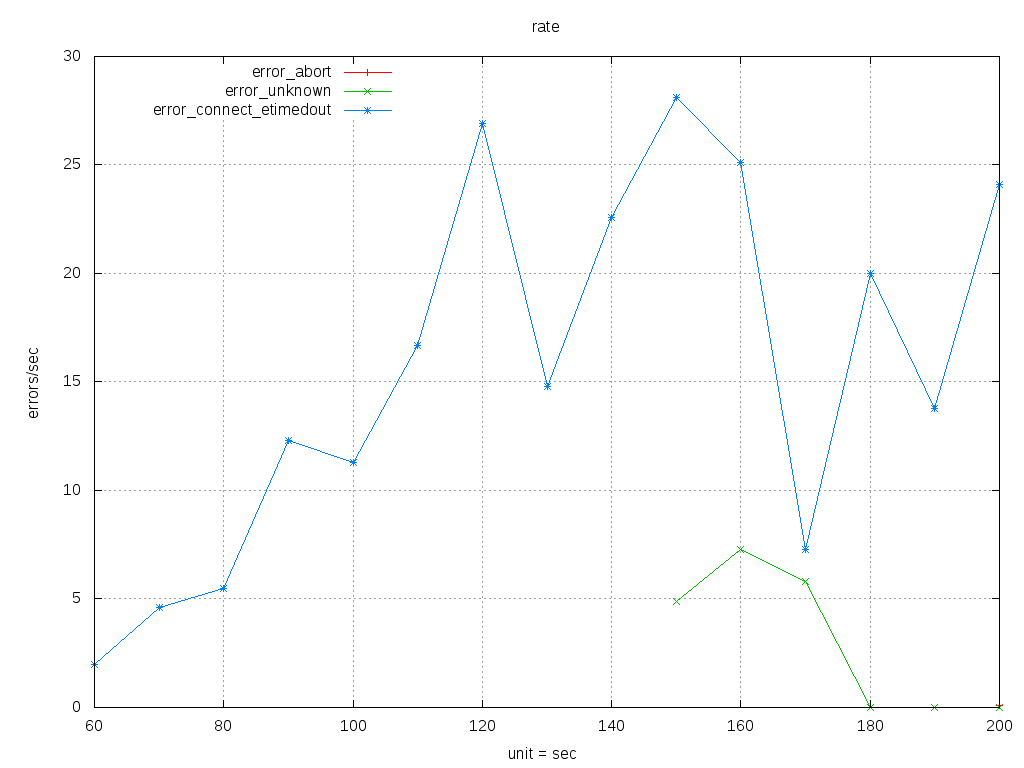 rate
30
25
20
15
10
5
0
errors/sec
error_abort
error_unknown
error_connect_etimedout
60 80 100 120 140 160 180 200
unit = sec